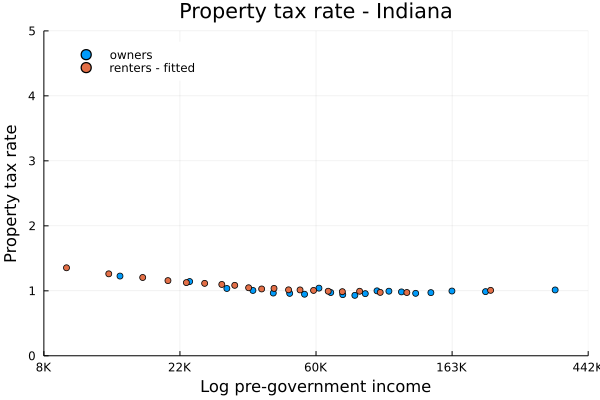 Property tax rate - Indiana
owners
renters - fitted
Property tax rate
5
4
3
2
1
0
8K 22K 60K 163K 442K
Log pre-government income